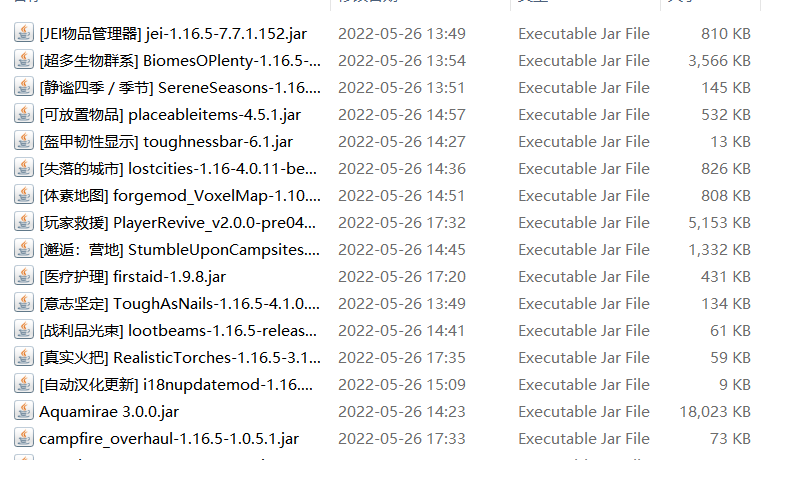 [JEI物品管理器] jei-1.16.5-7.7.1.152.jar 2022-05-26 13:49 Executable Jar File 810 KB
[超多生物群系] BiomesOPlenty-1.16.5-... 2022-05-26 13:54 Executable Jar File 3,566 KB
[静谧四季 / 季节] SereneSeasons-1.16.... 2022-05-26 13:51 Executable Jar File 145 KB
[可放置物品] placeableitems-4.5.1.jar 2022-05-26 14:57 Executable Jar File 532 KB
[盔甲韧性显示] toughnessbar-6.1.jar 2022-05-26 14:27 Executable Jar File 13 KB
[失落的城市] lostcities-1.16-4.0.11-be... 2022-05-26 14:36 Executable Jar File 826 KB
[体素地图] forgemod_VoxelMap-1.10.... 2022-05-26 14:51 Executable Jar File 808 KB
[玩家救援] PlayerRevive_v2.0.0-pre04... 2022-05-26 17:32 Executable Jar File 5,153 KB
[邂逅：营地] StumbleUponCampsites.... 2022-05-26 14:45 Executable Jar File 1,332 KB
[医疗护理] firstaid-1.9.8.jar 2022-05-26 17:20 Executable Jar File 431 KB
[意志坚定] ToughAsNails-1.16.5-4.1.0.... 2022-05-26 13:49 Executable Jar File 134 KB
[战利品光束] lootbeams-1.16.5-releas... 2022-05-26 14:41 Executable Jar File 61 KB
[真实火把] RealisticTorches-1.16.5-3.1... 2022-05-26 17:35 Executable Jar File 59 KB
[自动汉化更新] i18nupdatemod-1.16.... 2022-05-26 15:09 Executable Jar File 9 KB
Aquamirae 3.0.0.jar 2022-05-26 14:23 Executable Jar File 18,023 KB
campfire_overhaul-1.16.5-1.0.5.1.jar 2022-05-26 17:33 Executable Jar File 73 KB